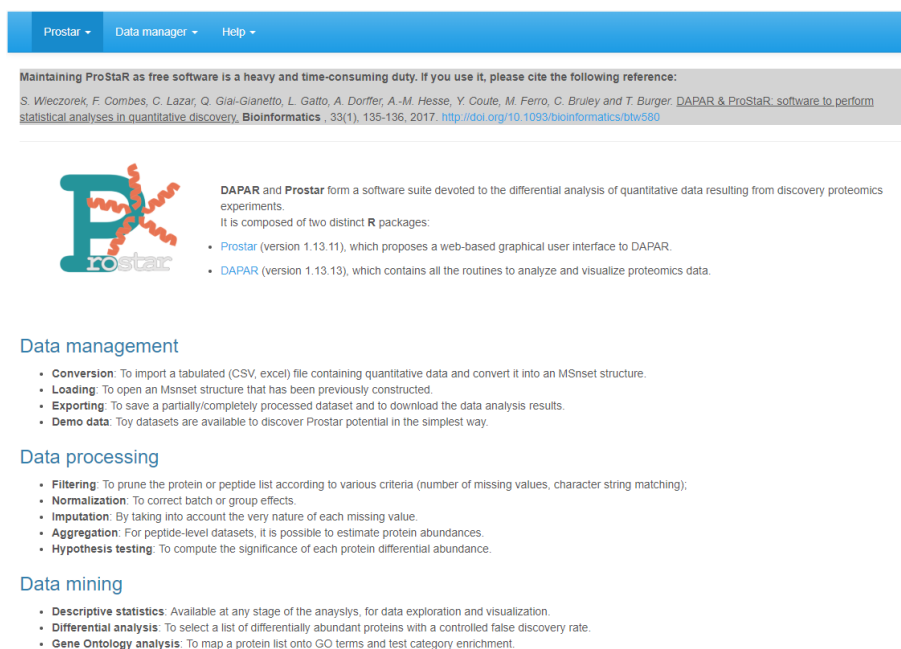 Prostar Data manager Help
Maintaining ProStaR as free software is a heavy and time-consuming duty. If you use it, please cite the following reference:
S. Wieczorek, F. Combes, C. Lazar, Q. Giai-Gianetto, L. Gatto, A. Dorffer, A.-M. Hesse, Y. Coute, M. Ferro, C. Bruley and T. Burger. DAPAR & ProStaR: software to perform
statistical analyses in quantitative discovery. Bioinformatics , 33(1), 135-136, 2017. http://doi.org/10.1093/bioinformatics/btw580
Prostar
DAPAR and Prostar form a software suite devoted to the differential analysis of quantitative data resulting from discovery proteomics
experiments.
It is composed of two distinct R packages:
• Prostar (version 1.13.11), which proposes a web-based graphical user interface to DAPAR.
• DAPAR (version 1.13.13), which contains all the routines to analyze and visualize proteomics data.
Data management
• Conversion: To import a tabulated (CSV, excel) file containing quantitative data and convert it into an MSnset structure.
• Loading: To open an Msnset structure that has been previously constructed.
• Exporting: To save a partially/completely processed dataset and to download the data analysis results.
• Demo data: Toy datasets are available to discover Prostar potential in the simplest way.
Data processing
• Filtering: To prune the protein or peptide list according to various criteria (number of missing values, character string matching);
• Normalization: To correct batch or group effects.
• Imputation: By taking into account the very nature of each missing value.
• Aggregation: For peptide-level datasets, it is possible to estimate protein abundances.
• Hypothesis testing: To compute the significance of each protein differential abundance.
Data mining
• Descriptive statistics: Available at any stage of the anayslys, for data exploration and visualization.
• Differential analysis: To select a list of differentially abundant proteins with a controlled false discovery rate.
• Gene Ontology analysis: To map a protein list onto GO terms and test category enrichment.